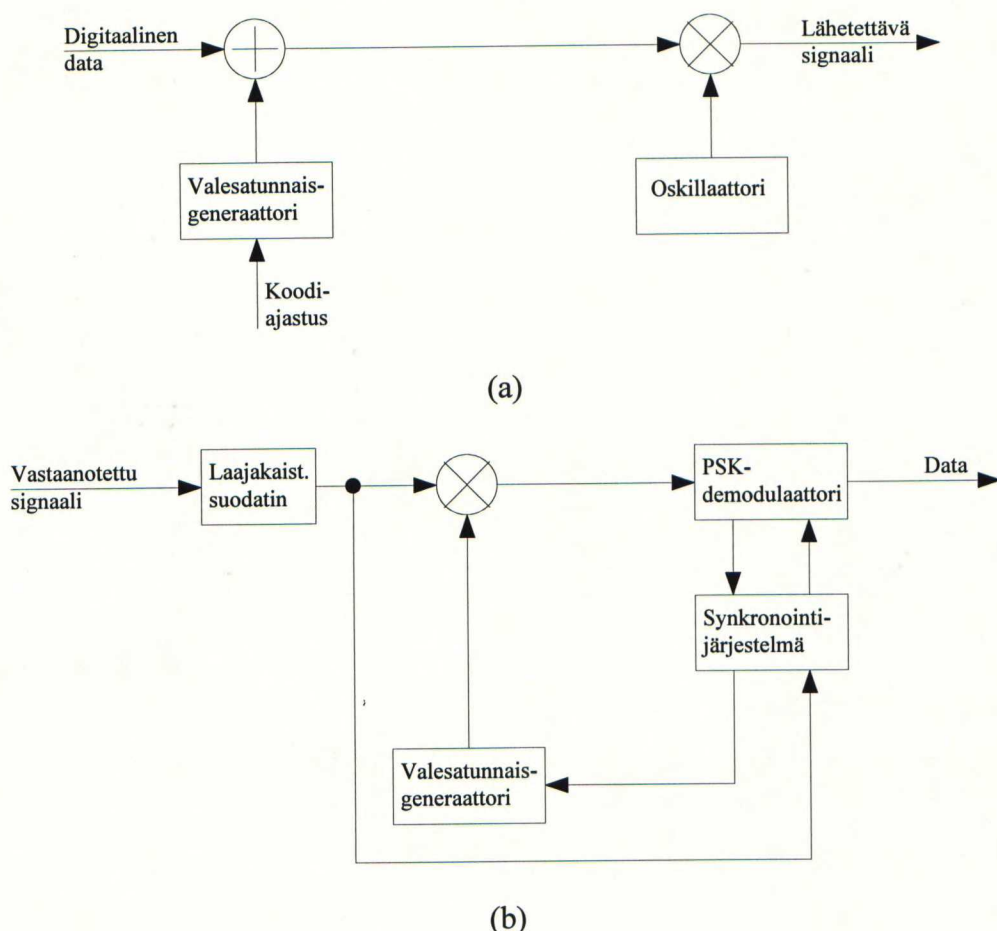 Digitaalinen
data
Lähetettävä
signaali
Valesatunnais-
generaattori
Oskillaattori
Koodi-
ajastus
(a)
Vastaanotettu
signaali
Laajakaist.
suodatin
PSK-
demodulaattori
Data
Synkronointi-
järjestelmä
Valesatunnais-
generaattori
(b)